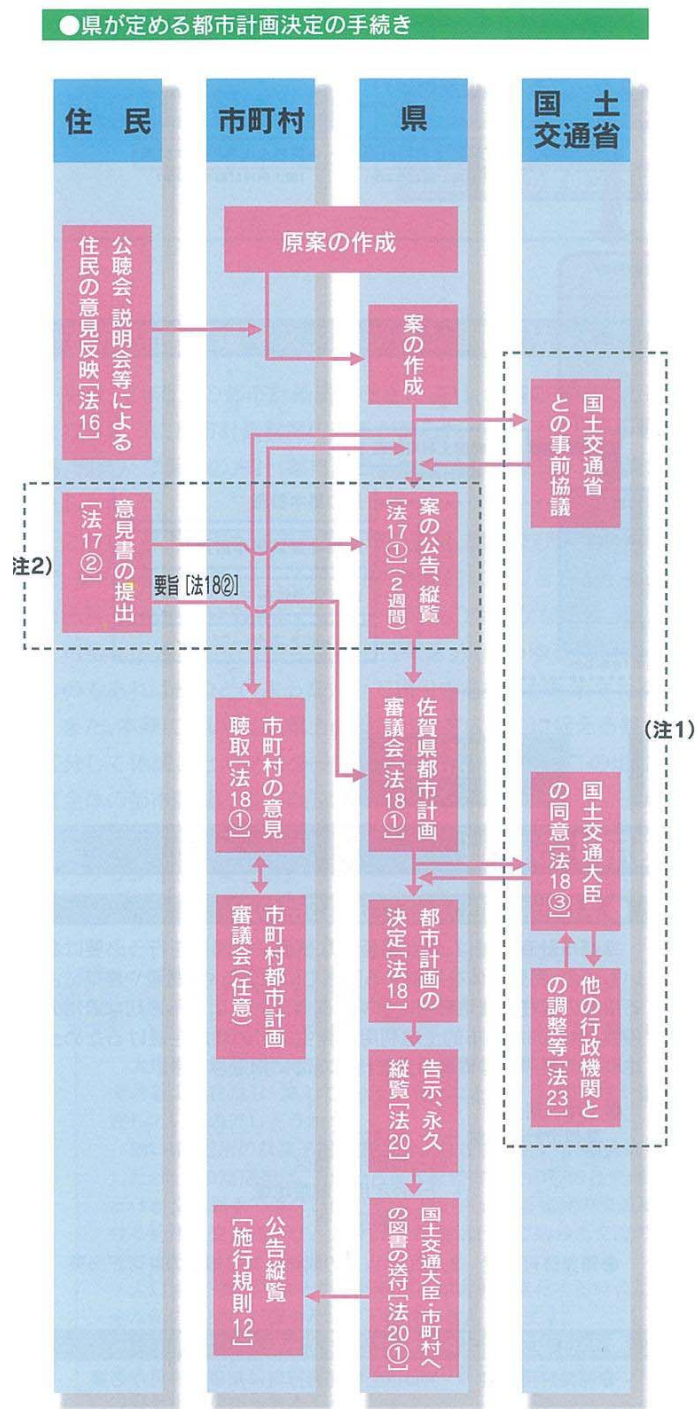 ●県が定める都市計画決定の手続き
住 民
市町村
県
国 土
交通省
原案の作成
公聴会、説明会等による
住民の意見反映[法16]
案の作成
国土交通省
との事前協議
意見書の提出
[法17②]
案の公告、縦覧
[法17①](2週間)
注2)
要旨[法18②]
市町村の意見
聴取[法18①]
佐賀県都市計画
審議会[法18①]
(注1)
国土交通大臣
の同意[法18③]
市町村都市計画
審議会(任意)
都市計画の
決定[法18]
他の行政機関と
の調整等[法23]
告示、永久
縦覧[法20]
公告縦覧
[施行規則12]
国土交通大臣・市町村へ
の図書の送付[法20①]